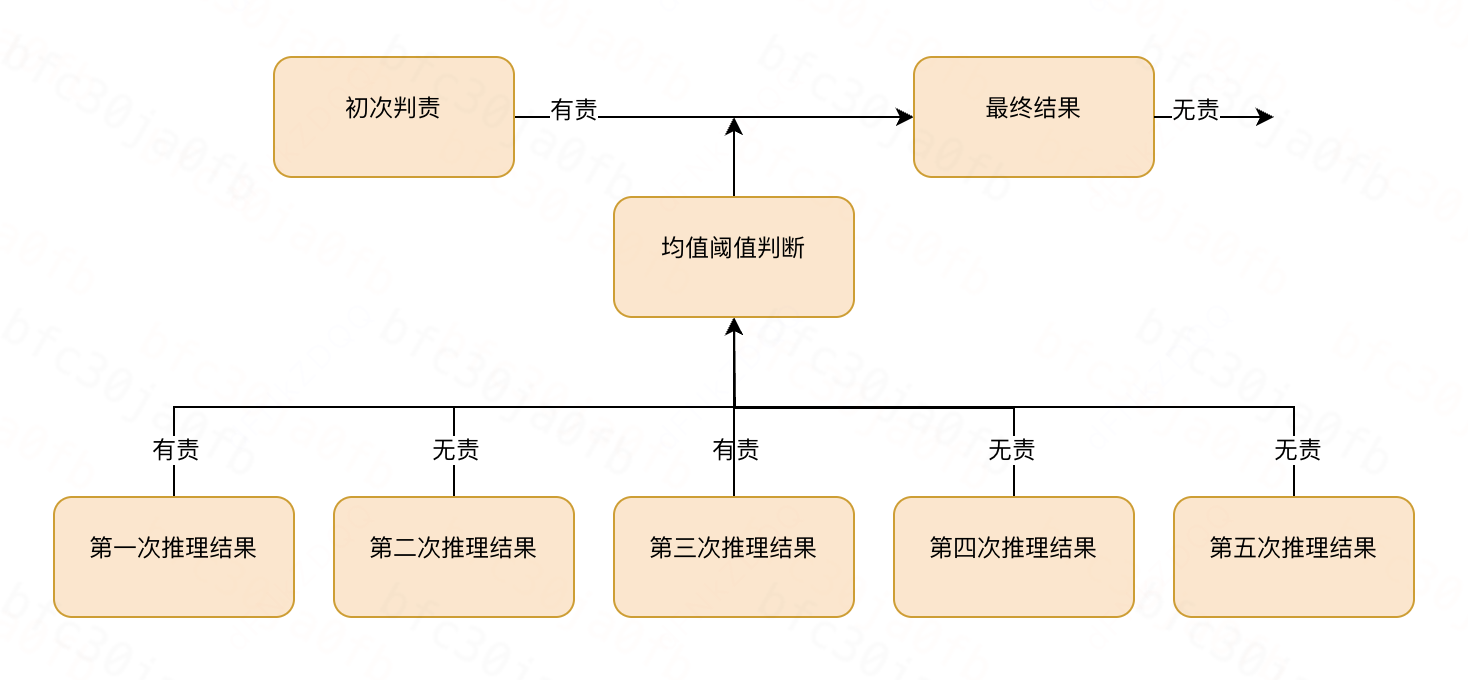 初次判责
有责
最终结果
无责
均值阈值判断
有责
无责
有责
无责
无责
第一次推理结果
第二次推理结果
第三次推理结果
第四次推理结果
第五次推理结果